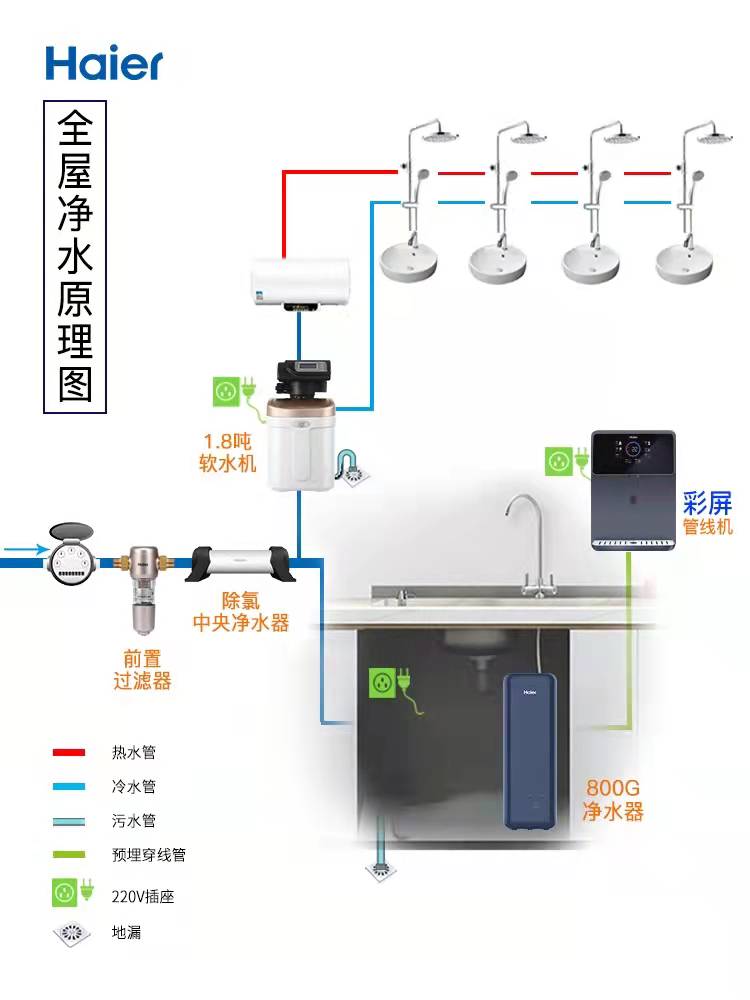 Haier
全屋净水原理图
1.8吨
软水机
彩屏
管线机
除氯
中央净水器
前置
过滤器
Haier
800G
净水器
热水管
冷水管
污水管
预埋穿线管
220V插座
地漏